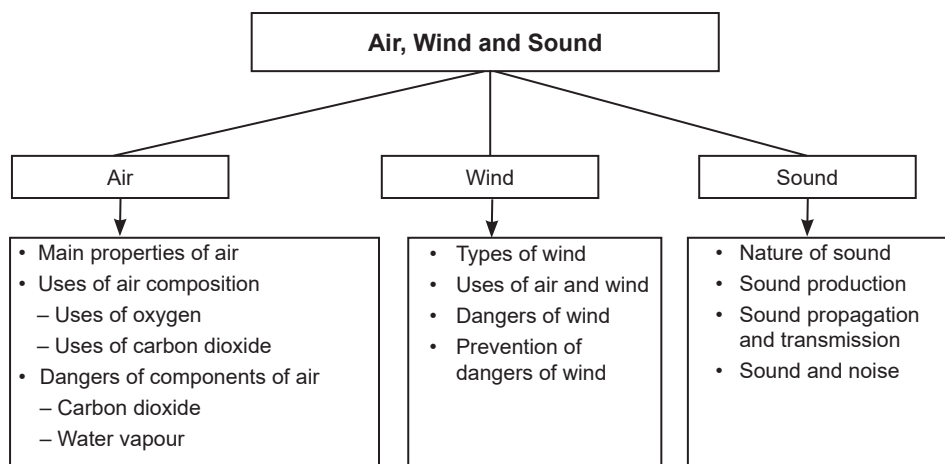 Air, Wind and Sound
Air
Wind
Sound
• Main properties of air
• Uses of air composition
– Uses of oxygen
– Uses of carbon dioxide
• Dangers of components of air
– Carbon dioxide
– Water vapour
• Types of wind
• Uses of air and wind
• Dangers of wind
• Prevention of
dangers of wind
• Nature of sound
• Sound production
• Sound propagation
and transmission
• Sound and noise